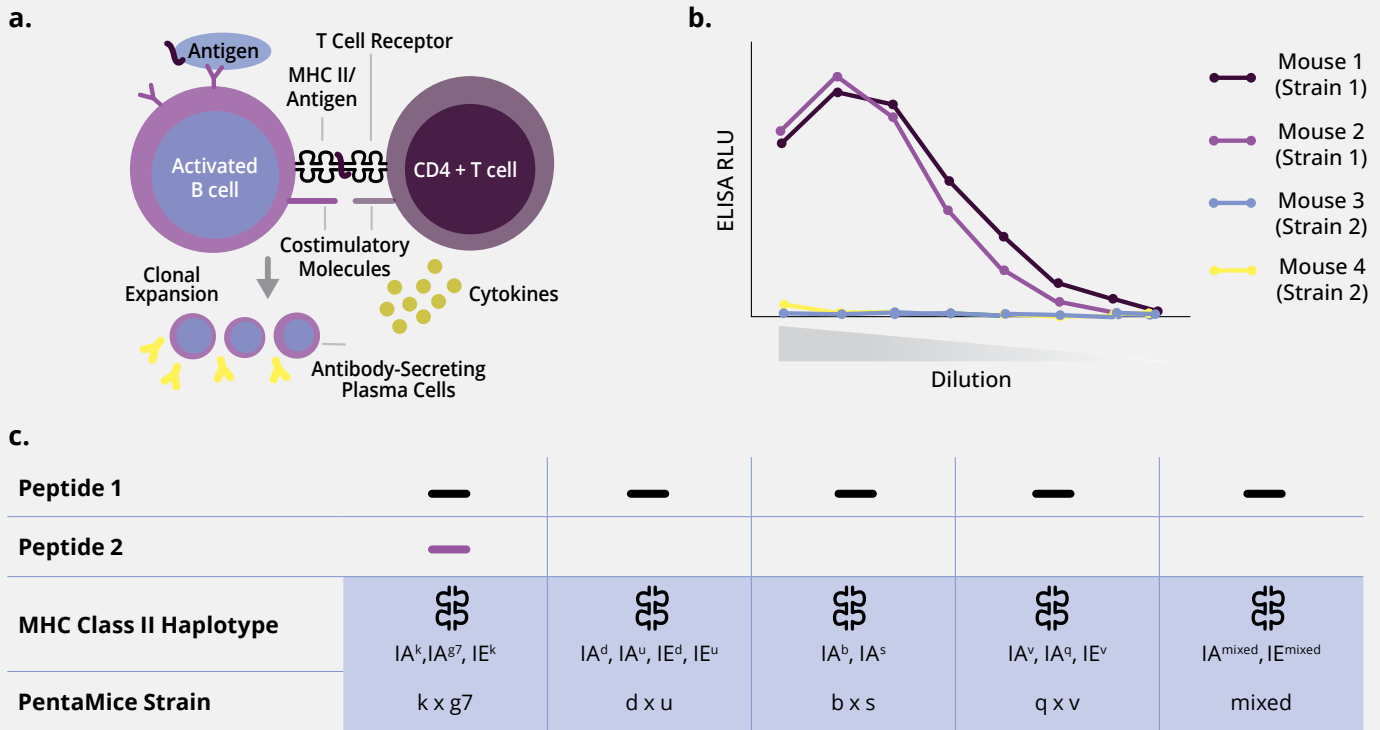 a.
Antigen
T Cell Receptor
MHC II/
Antigen
Activated
B cell
CD4 + T cell
Costimulatory
Molecules
Clonal
Expansion
Cytokines
Antibody-Secreting
Plasma Cells
b.
ELISA RLU
Dilution
Mouse 1
(Strain 1)
Mouse 2
(Strain 1)
Mouse 3
(Strain 2)
Mouse 4
(Strain 2)
c.
Peptide 1
Peptide 2
MHC Class II Haplotype
IAᵏ,IAᵍ⁷, IEᵏ
IAᵈ, IAᵘ, IEᵈ, IEᵘ
IAᵇ, IAˢ
IAᵛ, IAq, IEᵛ
IAᵐⁱˣᵉᵈ, IEᵐⁱˣᵉᵈ
PentaMice Strain
k x g7
d x u
b x s
q x v
mixed